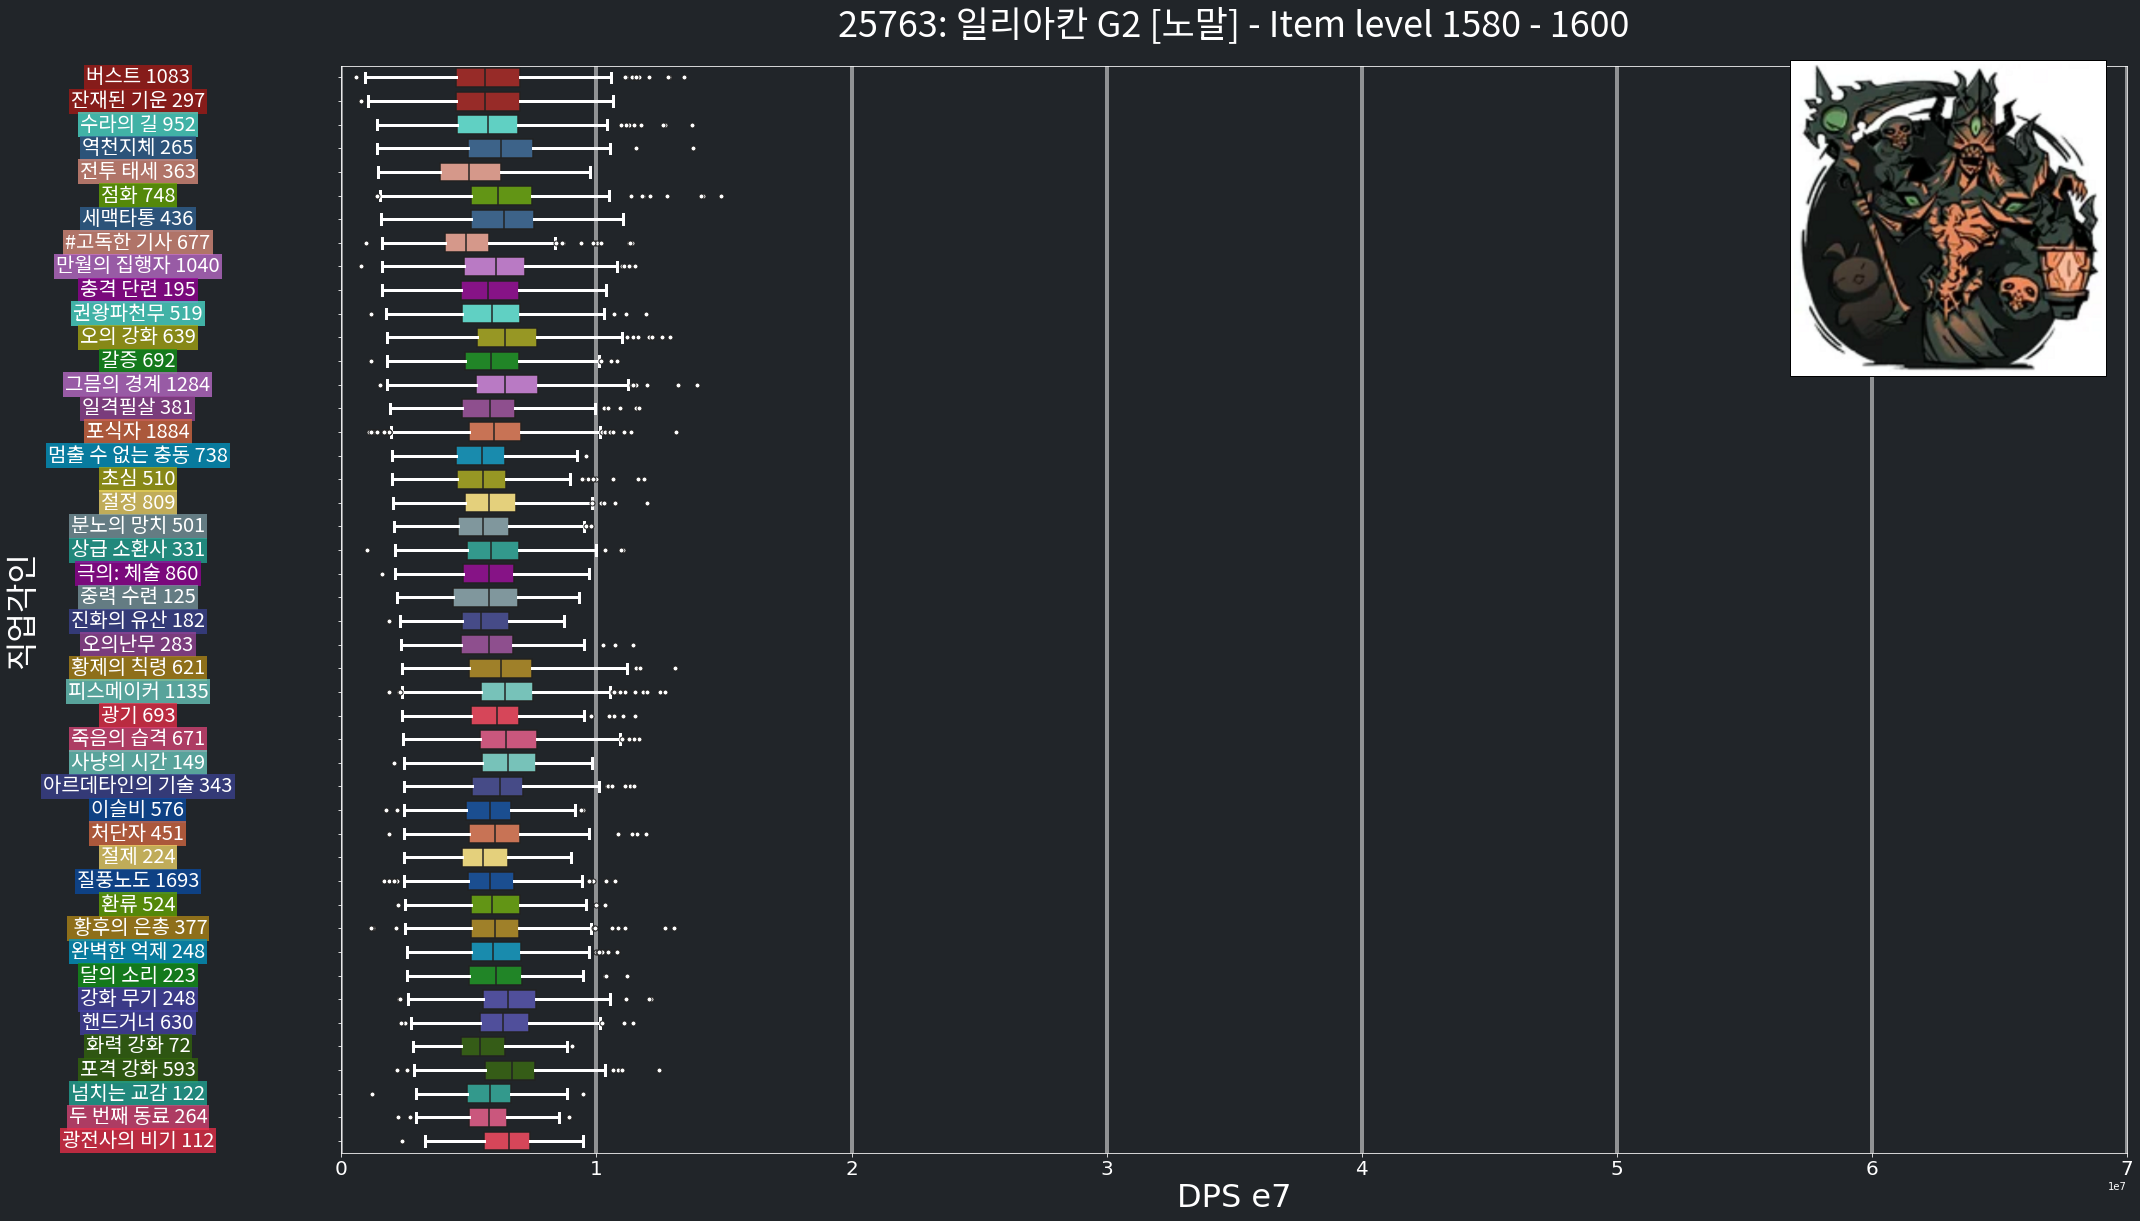 25763: 일리아칸 G2 [노말] - Item level 1580 - 1600
직업각인
버스트 1083
잔재된 기운 297
수라의 길 952
역천지체 265
전투 태세 363
점화 748
세맥타통 436
#고독한 기사 677
만월의 집행자 1040
충격 단련 195
권왕파천무 519
오의 강화 639
갈증 692
그믐의 경계 1284
일격필살 381
포식자 1884
멈출 수 없는 충동 738
초심 510
절정 809
분노의 망치 501
상급 소환사 331
극의: 체술 860
중력 수련 125
진화의 유산 182
오의난무 283
황제의 칙령 621
피스메이커 1135
광기 693
죽음의 습격 671
사냥의 시간 149
아르데타인의 기술 343
이슬비 576
처단자 451
절제 224
질풍노도 1693
환류 524
황후의 은총 377
완벽한 억제 248
달의 소리 223
강화 무기 248
핸드거너 630
화력 강화 72
포격 강화 593
넘치는 교감 122
두 번째 동료 264
광전사의 비기 112
0 1 2 3 4 5 6 7
1e7
DPS e7